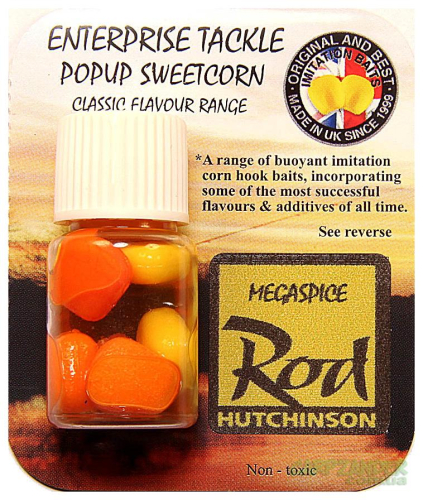 ENTERPRISE TACKLE
POPUP SWEETCORN
CLASSIC FLAVOUR RANGE
· ORIGINAL AND BEST ·
IMITATION BAITS
MADE IN UK SINCE 1999
*A range of buoyant imitation
corn hook baits, incorporating
some of the most successful
flavours & additives of all time.
See reverse
MEGASPICE
Rod
HUTCHINSON
Non - toxic